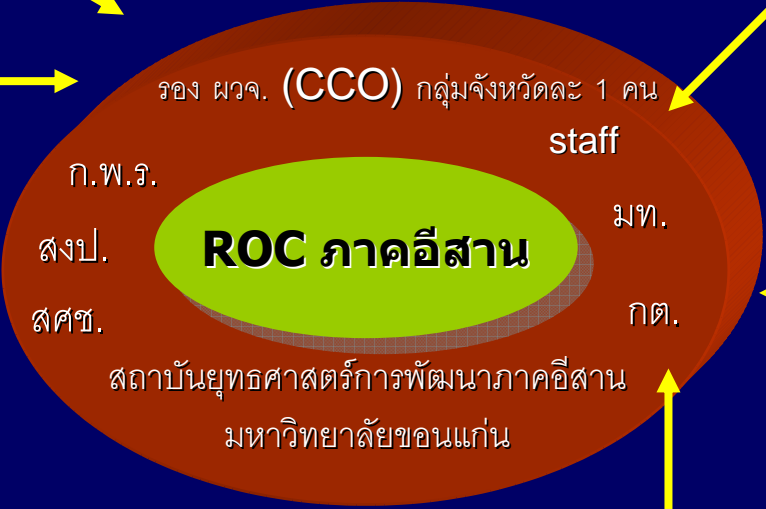 รอง ผวจ. (CCO) กลุ่มจังหวัดละ 1 คน
staff
ก.พ.ร.
มท.
สงป.
ROC ภาคอีสาน
สศช.
กต.
สถาบันยุทธศาสตร์การพัฒนาภาคอีสาน
มหาวิทยาลัยขอนแก่น